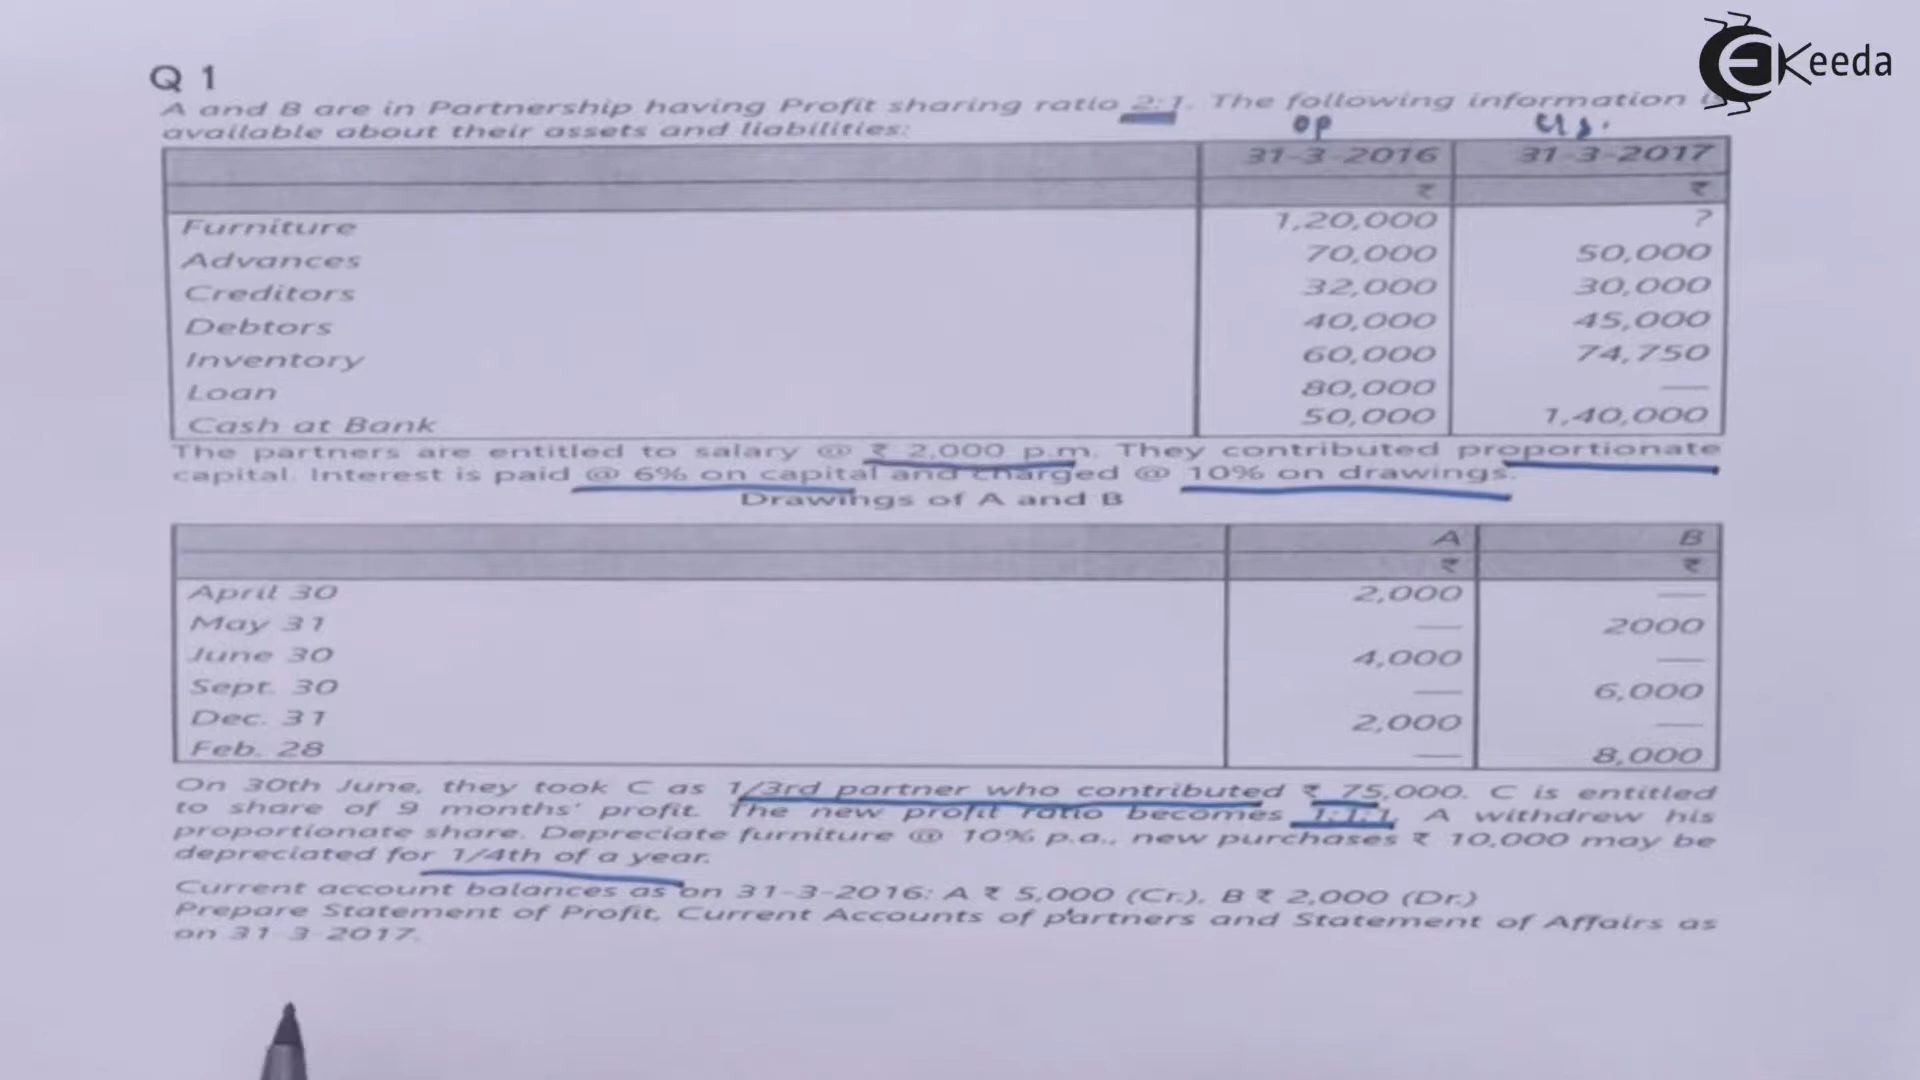 Keeda
Q 1
A and B are in Partnership having Profit sharing ratio 2:1. The following information
available about their assets and liabilities:
op
31-3-2016 31-3-2017
₹ ₹
Furniture 1,20,000 ?
Advances 70,000 50,000
Creditors 32,000 30,000
Debtors 40,000 45,000
Inventory 60,000 74,750
Loan 80,000 —
Cash at Bank 50,000 1,40,000
The partners are entitled to salary @ ₹ 2,000 p.m. They contributed proportionate
capital. Interest is paid @ 6% on capital and charged @ 10% on drawings.
Drawings of A and B
A B
₹ ₹
April 30 2,000 —
May 31 — 2000
June 30 4,000 —
Sept. 30 — 6,000
Dec. 31 2,000 —
Feb. 28 — 8,000
On 30th June, they took C as 1/3rd partner who contributed ₹ 75,000. C is entitled
to share of 9 months' profit. The new profit ratio becomes 1:1:1. A withdrew his
proportionate share. Depreciate furniture @ 10% p.a., new purchases ₹ 10,000 may be
depreciated for 1/4th of a year.
Current account balances as on 31-3-2016: A ₹ 5,000 (Cr.), B ₹ 2,000 (Dr.)
Prepare Statement of Profit, Current Accounts of partners and Statement of Affairs as
on 31-3-2017.